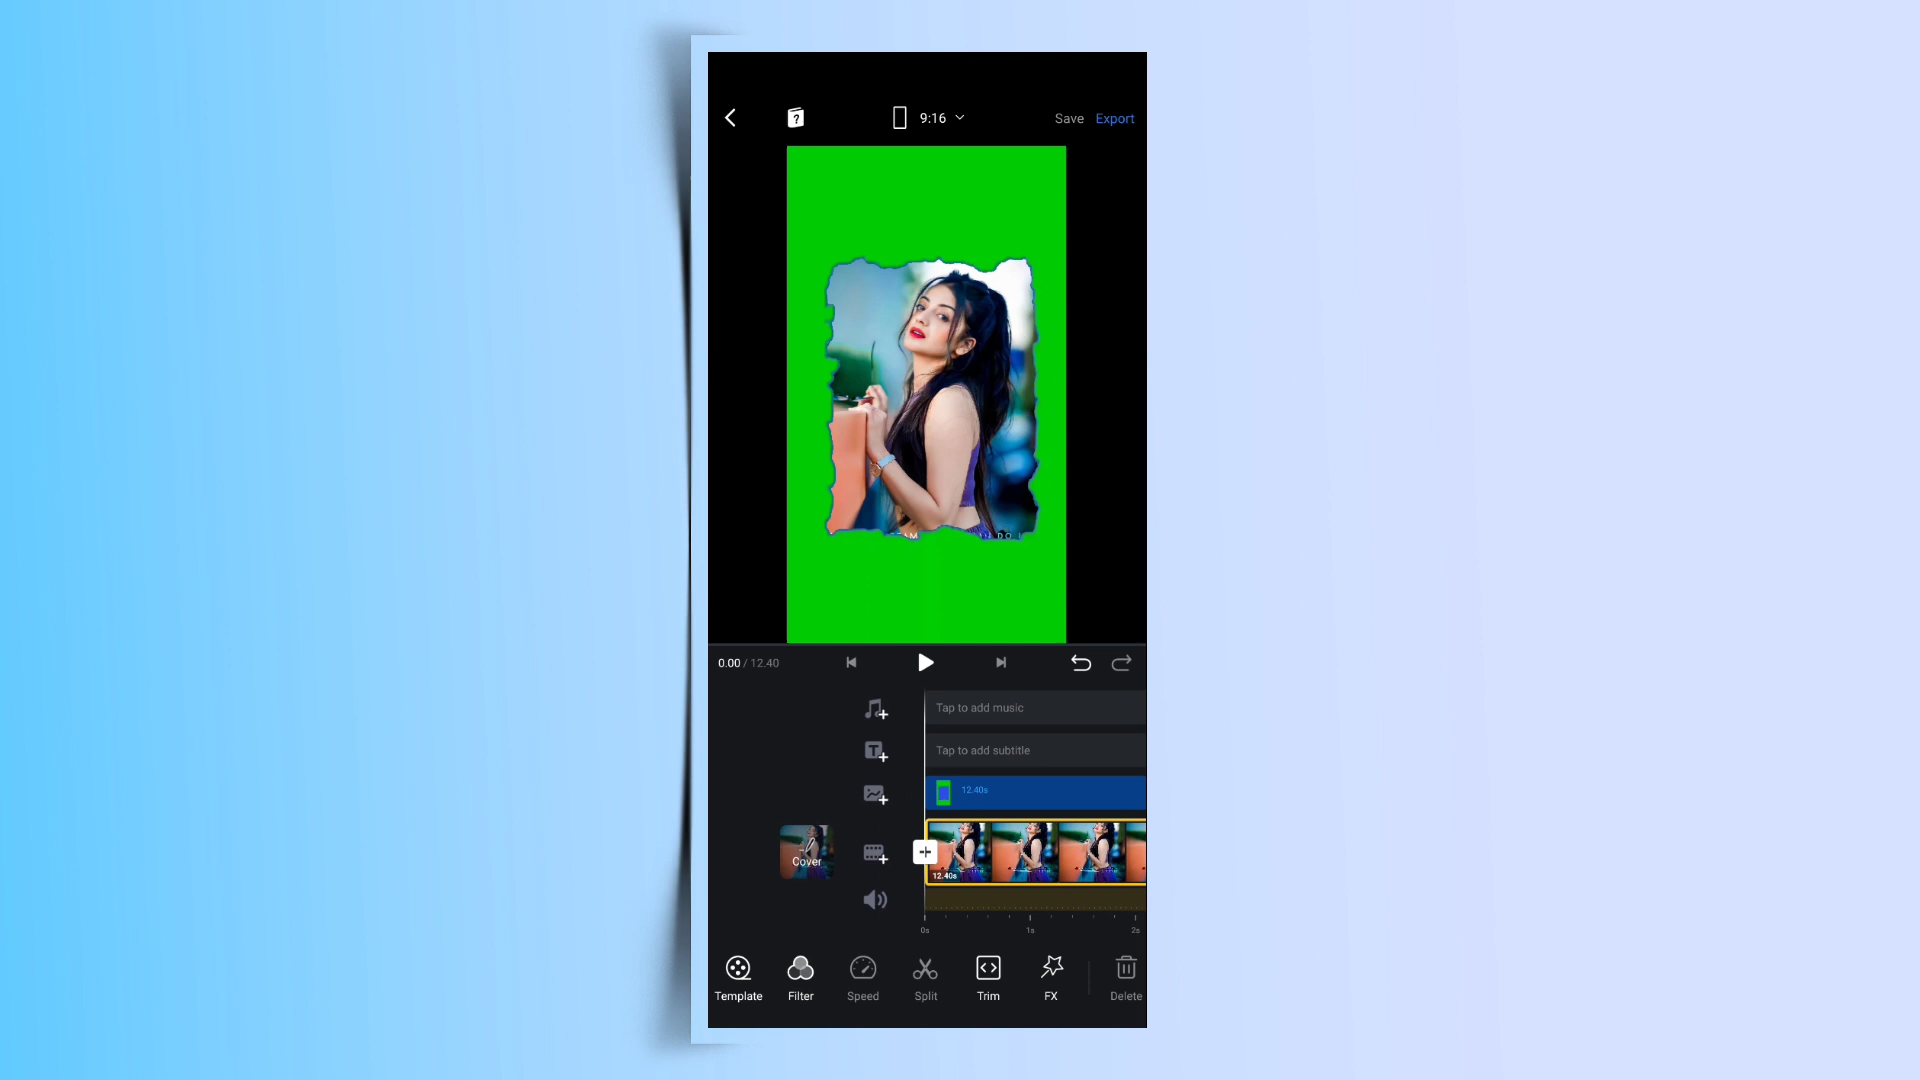 ?
9:16
Save Export
0.00 / 12.40
Tap to add music
Tap to add subtitle
12.40s
Cover
12.40s
0s 1s 2s
Template Filter Speed Split Trim FX Delete